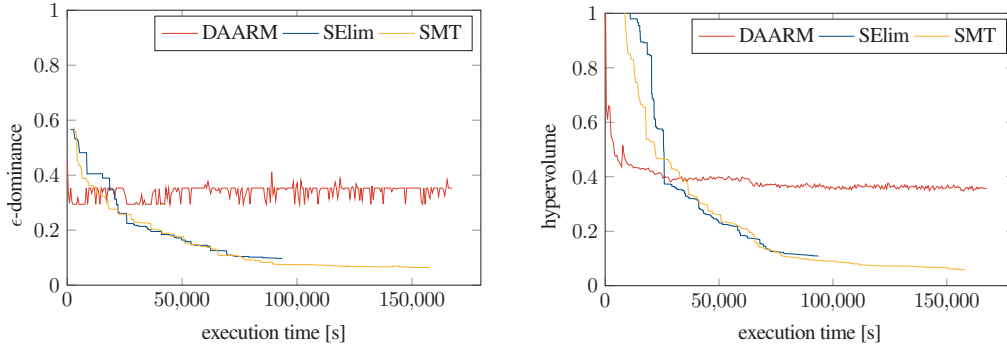 DAARM SElim SMT
1
0.8
0.6
0.4
0.2
0
0 50,000 100,000 150,000
ϵ-dominance
execution time [s]
DAARM SElim SMT
1
0.8
0.6
0.4
0.2
0
0 50,000 100,000 150,000
hypervolume
execution time [s]